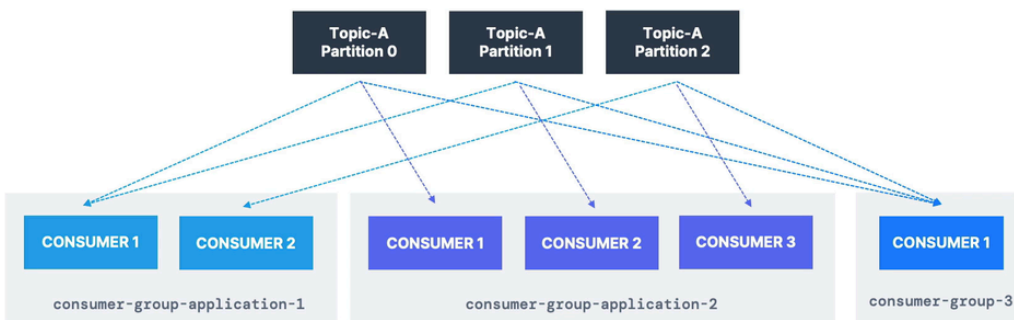 Topic-A
Partition 0
Topic-A
Partition 1
Topic-A
Partition 2
CONSUMER 1
CONSUMER 2
CONSUMER 1
CONSUMER 2
CONSUMER 3
CONSUMER 1
consumer-group-application-1
consumer-group-application-2
consumer-group-3